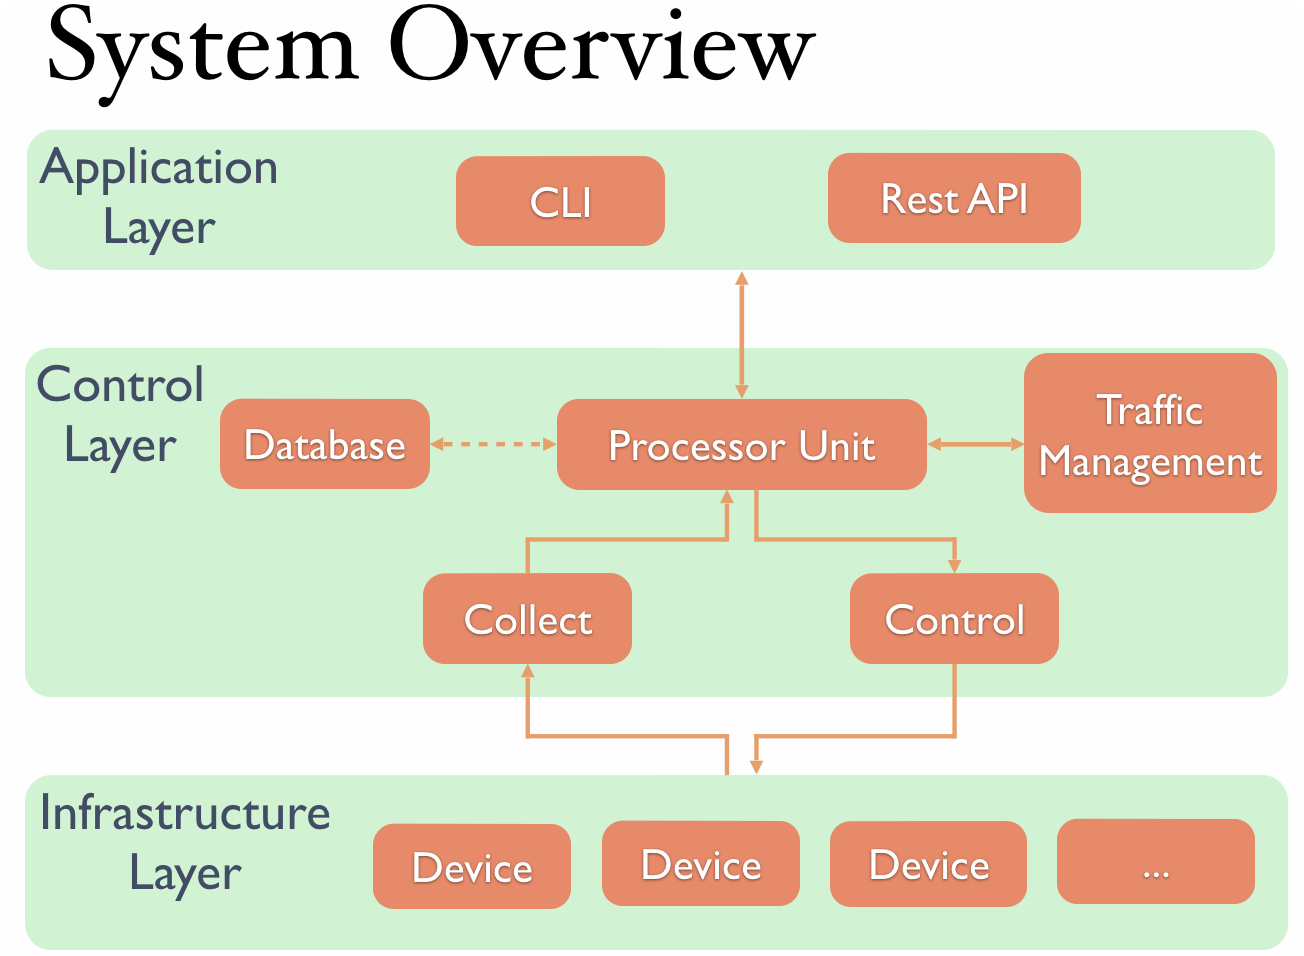 System Overview
Application
Layer
CLI
Rest API
Control
Layer
Database
Processor Unit
Traffic
Management
Collect
Control
Infrastructure
Layer
Device
Device
Device
...